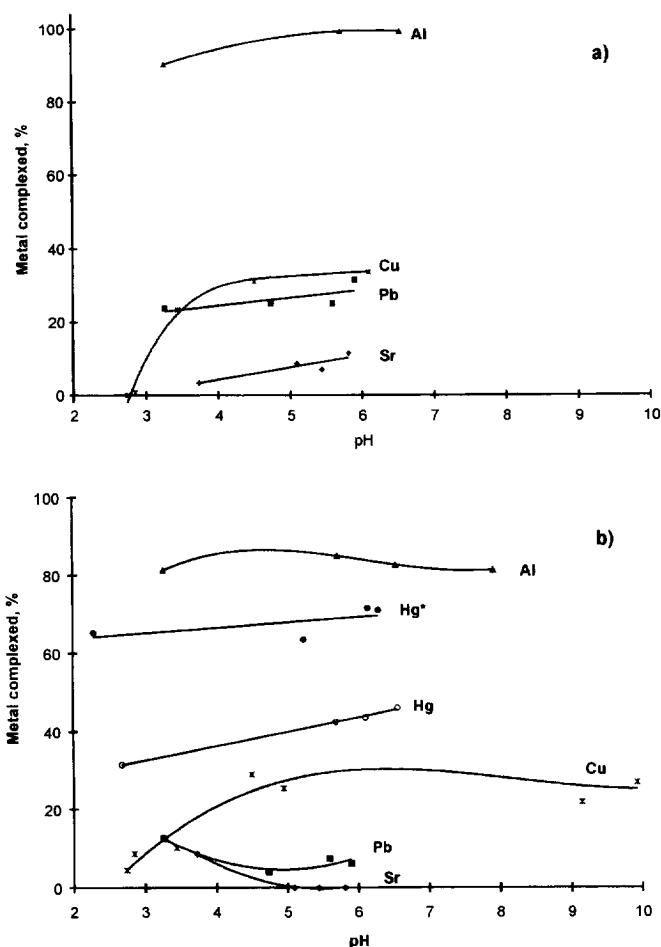 100
Al
a)
80
Metal complexed, %
60
40
Cu
Pb
20
Sr
0
2 3 4 5 6 7 8 9 10
pH
100
b)
80
Al
Hg*
Metal complexed, %
60
Hg
40
Cu
20
Pb
Sr
0
2 3 4 5 6 7 8 9 10
pH